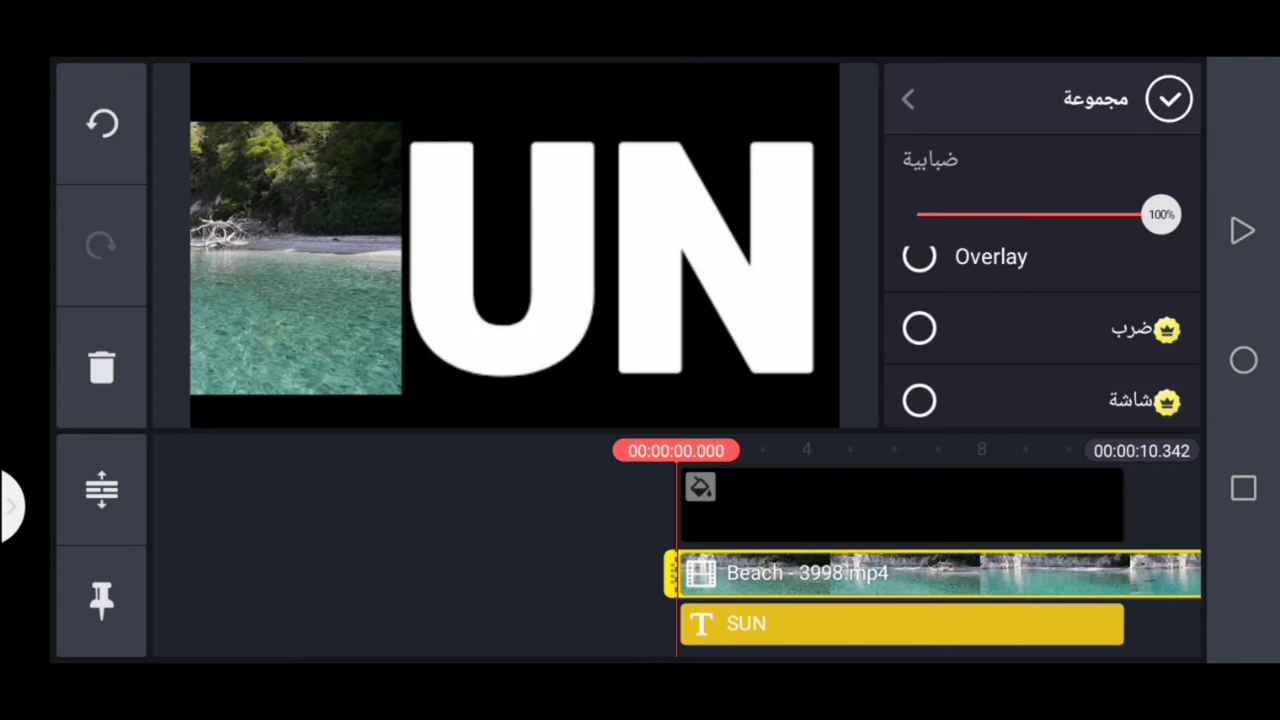 UN
مجموعة
ضبابية
100%
Overlay
ضرب
شاشة
00:00:00.000
4
8
00:00:10.342
Beach - 3998.mp4
T SUN